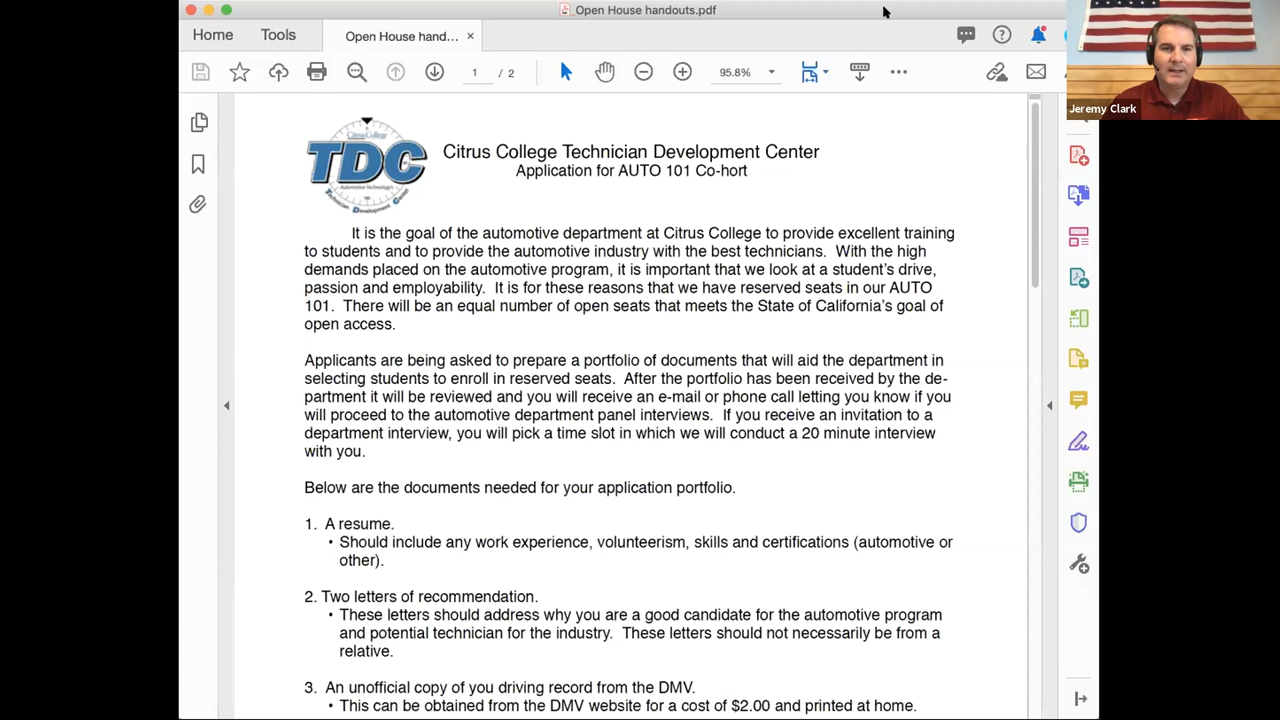 Open House handouts.pdf
Home
Tools
Open House hand...
1 / 2
95.8%
Jeremy Clark
CitrusCollege
TDC
Automotive Technology's
Technician Development Center
Citrus College Technician Development Center
Application for AUTO 101 Co-hort
It is the goal of the automotive department at Citrus College to provide excellent training
to students and to provide the automotive industry with the best technicians. With the high
demands placed on the automotive program, it is important that we look at a student's drive,
passion and employability. It is for these reasons that we have reserved seats in our AUTO
101. There will be an equal number of open seats that meets the State of California's goal of
open access.
Applicants are being asked to prepare a portfolio of documents that will aid the department in
selecting students to enroll in reserved seats. After the portfolio has been received by the de-
partment it will be reviewed and you will receive an e-mail or phone call letting you know if you
will proceed to the automotive department panel interviews. If you receive an invitation to a
department interview, you will pick a time slot in which we will conduct a 20 minute interview
with you.
Below are the documents needed for your application portfolio.
1. A resume.
• Should include any work experience, volunteerism, skills and certifications (automotive or
other).
2. Two letters of recommendation.
• These letters should address why you are a good candidate for the automotive program
and potential technician for the industry. These letters should not necessarily be from a
relative.
3. An unofficial copy of you driving record from the DMV.
• This can be obtained from the DMV website for a cost of $2.00 and printed at home.